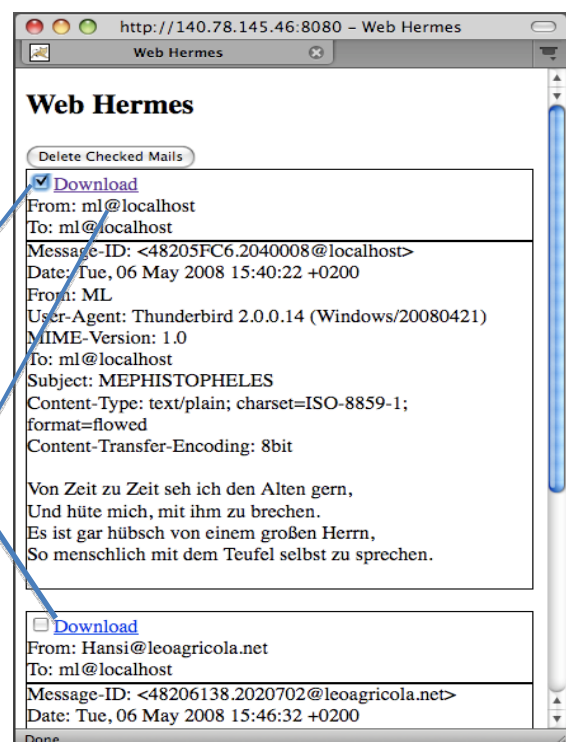 http://140.78.145.46:8080 – Web Hermes
Web Hermes
Web Hermes
Delete Checked Mails
Download
From: ml@localhost
To: ml@localhost
Message-ID: <48205FC6.2040008@localhost>
Date: Tue, 06 May 2008 15:40:22 +0200
From: ML
User-Agent: Thunderbird 2.0.0.14 (Windows/20080421)
MIME-Version: 1.0
To: ml@localhost
Subject: MEPHISTOPHELES
Content-Type: text/plain; charset=ISO-8859-1;
format=flowed
Content-Transfer-Encoding: 8bit
Von Zeit zu Zeit seh ich den Alten gern,
Und hüte mich, mit ihm zu brechen.
Es ist gar hübsch von einem großen Herrn,
So menschlich mit dem Teufel selbst zu sprechen.
Download
From: Hansi@leoagricola.net
To: ml@localhost
Message-ID: <48206138.2020702@leoagricola.net>
Date: Tue, 06 May 2008 15:46:32 +0200
Done